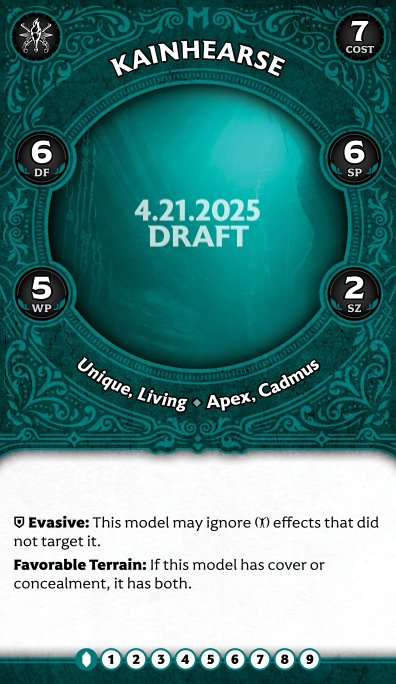 7
COST
KAINHEARSE
6
DF
6
SP
4.21.2025
DRAFT
5
WP
2
SZ
Unique, Living ◆ Apex, Cadmus
Evasive: This model may ignore () effects that did
not target it.
Favorable Terrain: If this model has cover or
concealment, it has both.
1 2 3 4 5 6 7 8 9